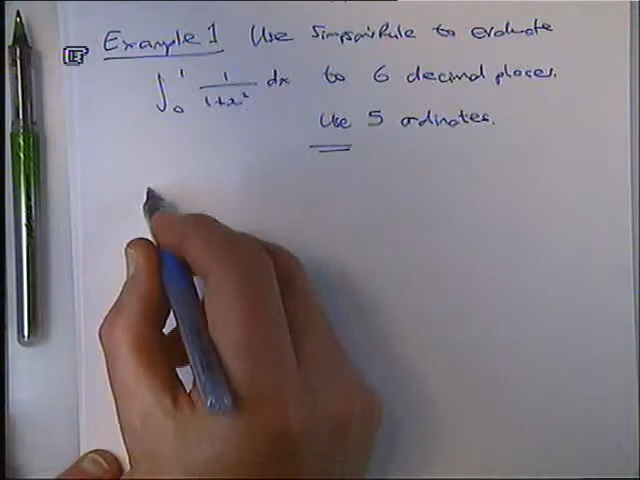 Example 1 Use Simpson's Rule to evaluate
∫₀¹ 1/(1+x²) dx to 6 decimal places.
Use 5 ordinates.